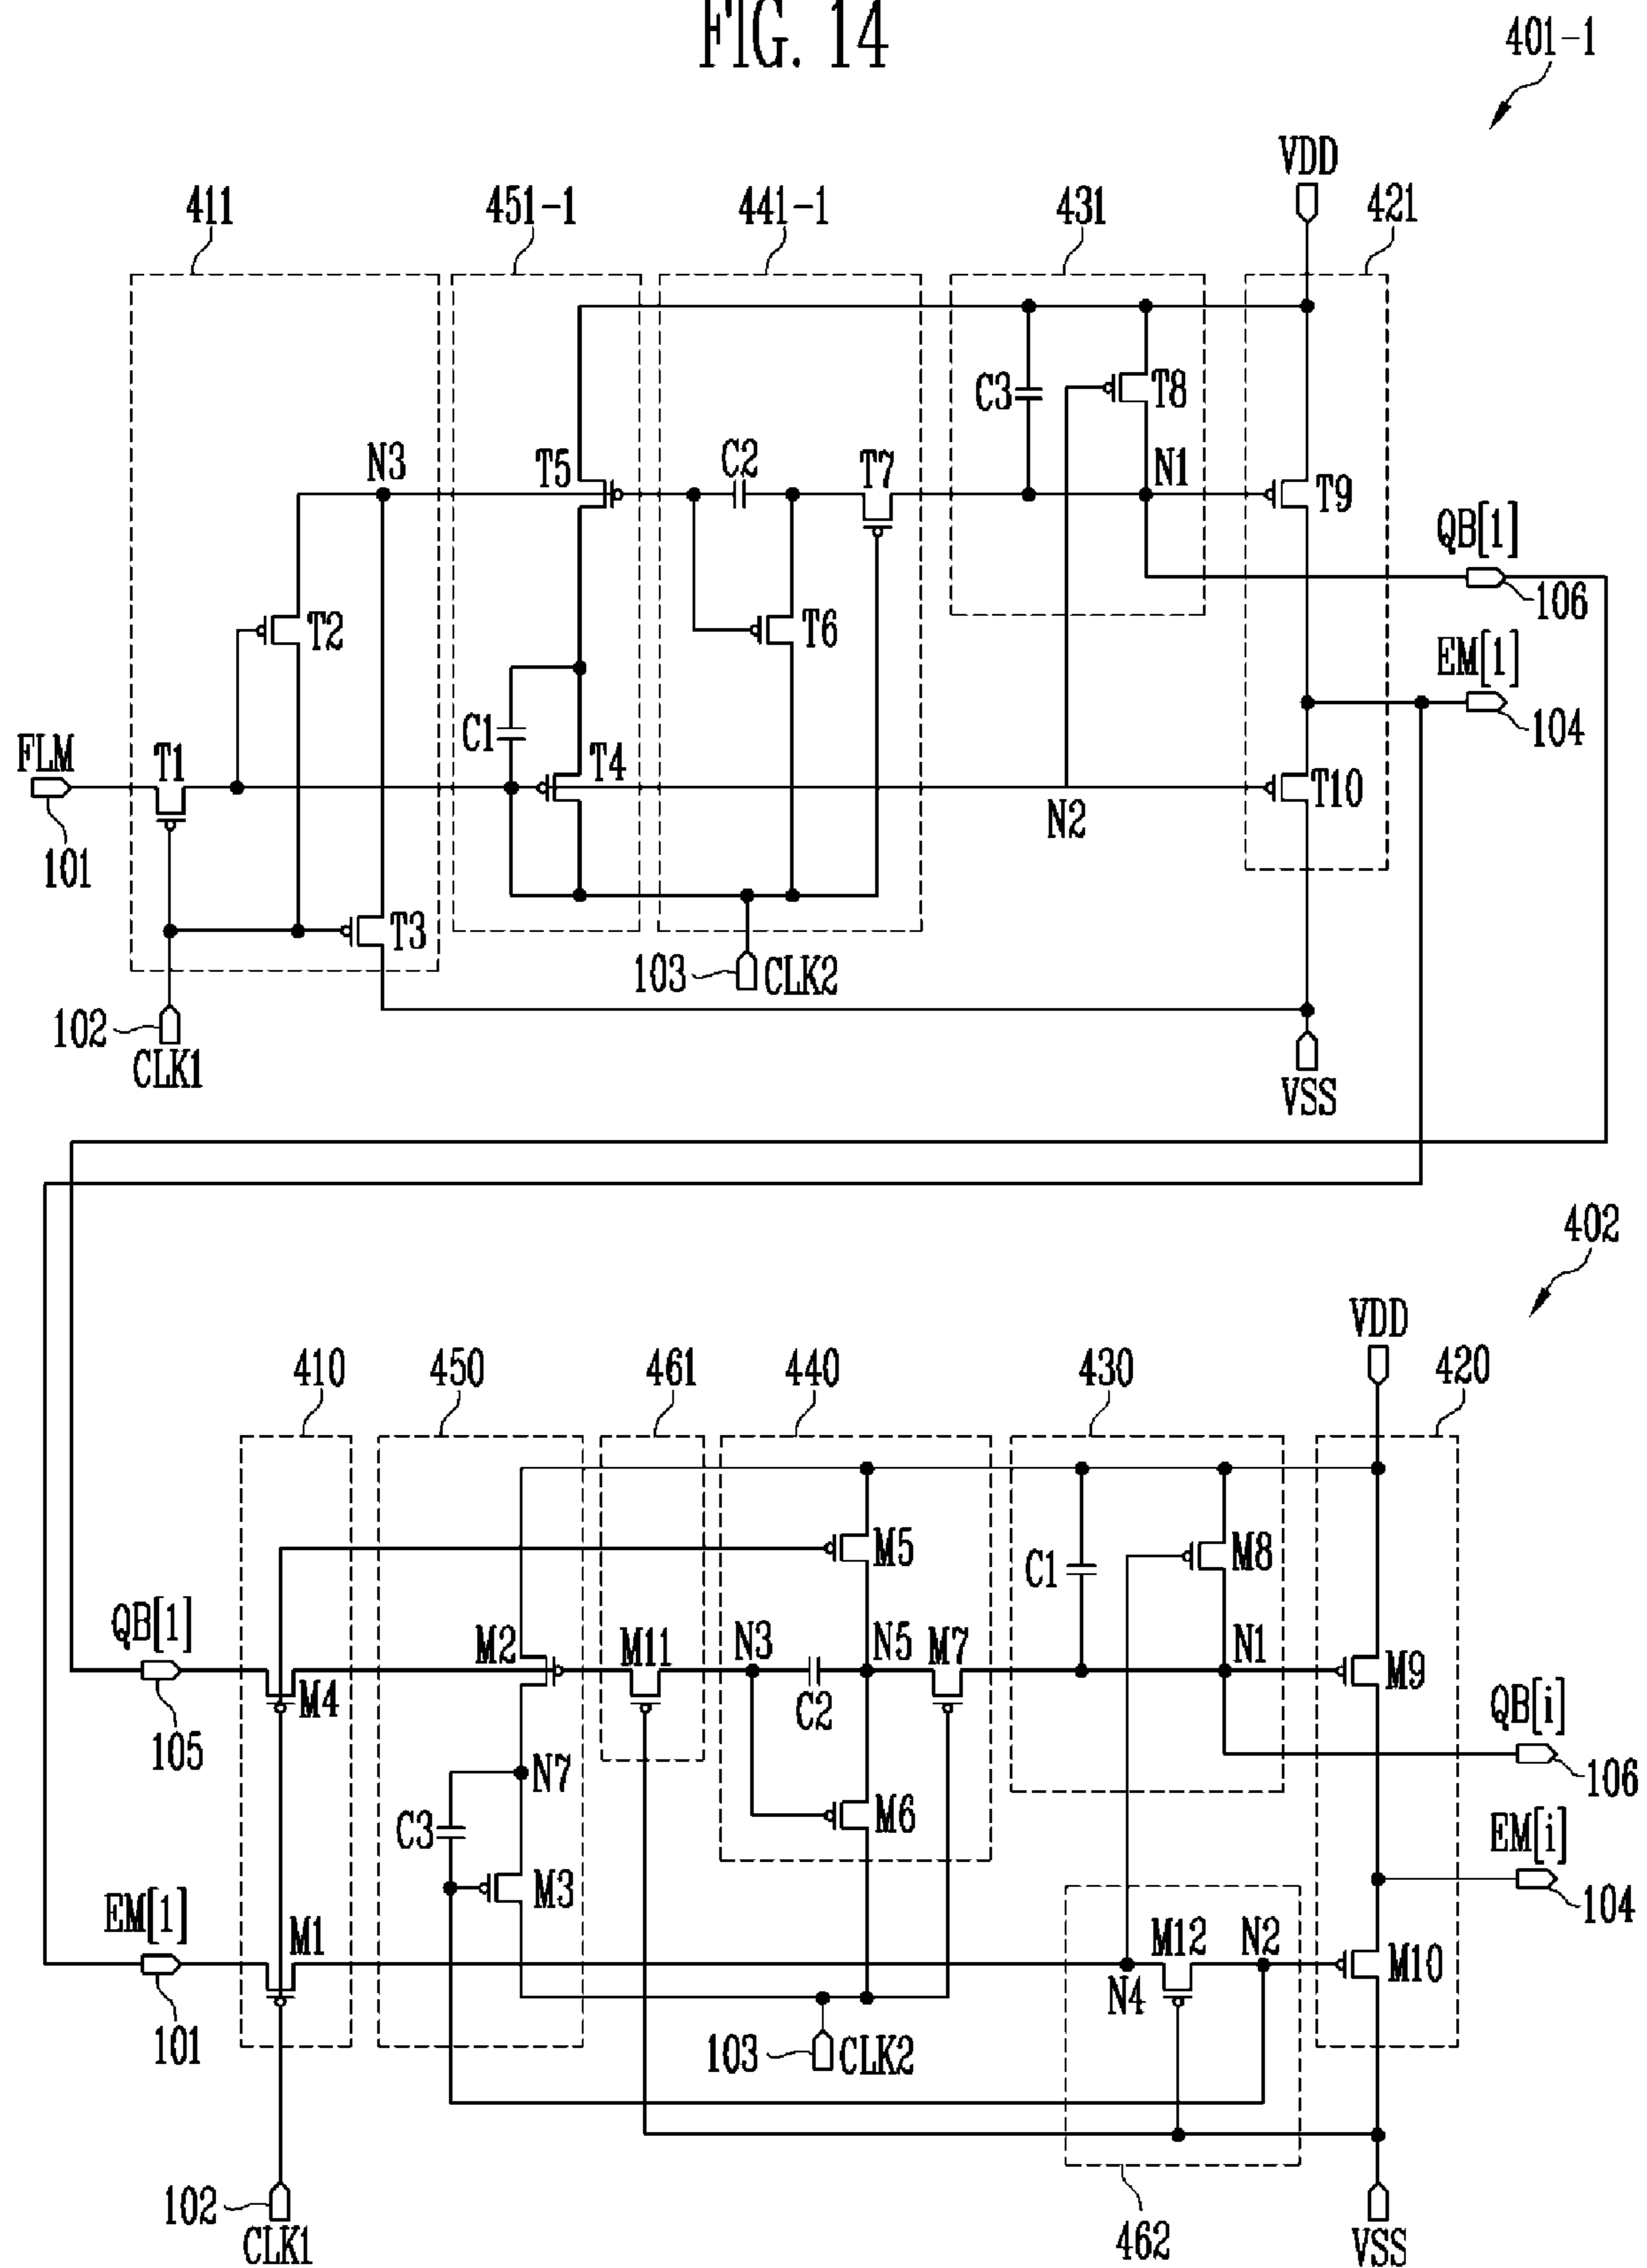 FIG. 14
401-1
VDD
411
451-1
441-1
431
421
C3
T8
N3
T5
C2
T7
N1
T9
QB[1]
106
T2
T6
EM[1]
104
C1
FLM
T1
T4
T10
N2
101
T3
103
CLK2
102
CLK1
VSS
402
VDD
410
450
461
440
430
420
M5
C1
M8
QB[1]
M2
M11
N3
N5
M7
N1
M9
M4
C2
QB[i]
105
N7
106
C3
M6
EM[i]
M3
104
EM[1]
M1
M12
N2
M10
N4
101
103
CLK2
102
CLK1
462
VSS